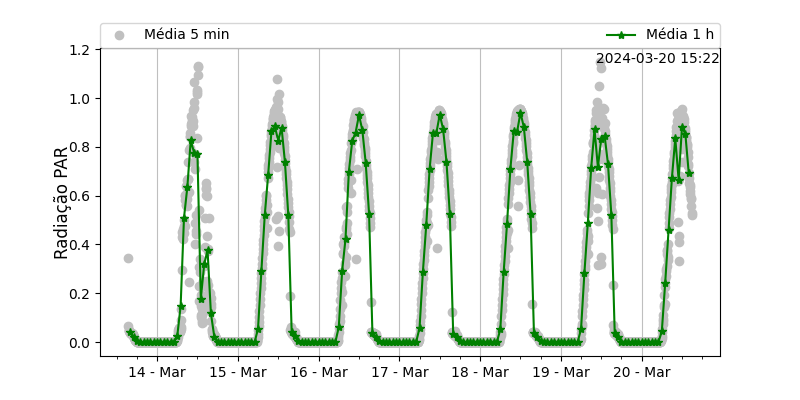 Média 5 min
Média 1 h
2024-03-20 15:22
Radiação PAR
1.2
1.0
0.8
0.6
0.4
0.2
0.0
14 - Mar
15 - Mar
16 - Mar
17 - Mar
18 - Mar
19 - Mar
20 - Mar